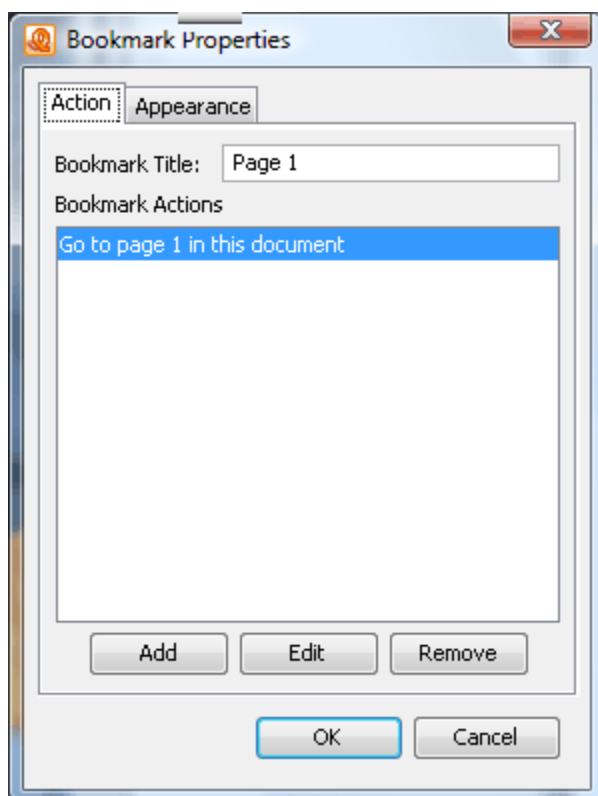 Bookmark Properties
Action Appearance
Bookmark Title: Page 1
Bookmark Actions
Go to page 1 in this document
Add Edit Remove
OK Cancel